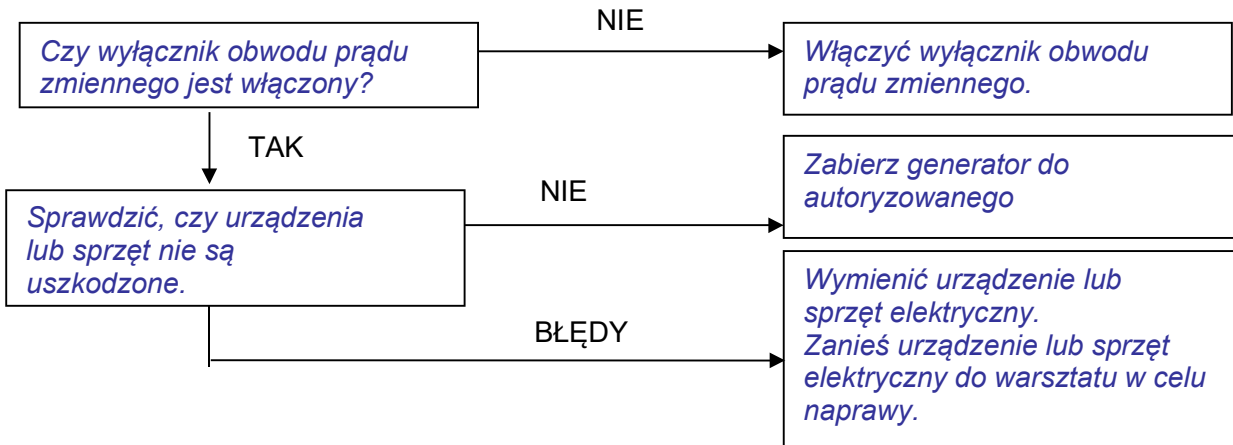 NIE
Czy wyłącznik obwodu prądu
zmiennego jest włączony?
Włączyć wyłącznik obwodu
prądu zmiennego.
TAK
Zabierz generator do
autoryzowanego
NIE
Sprawdzić, czy urządzenia
lub sprzęt nie są
uszkodzone.
Wymienić urządzenie lub
sprzęt elektryczny.
Zanieś urządzenie lub sprzęt
elektryczny do warsztatu w celu
naprawy.
BŁĘDY